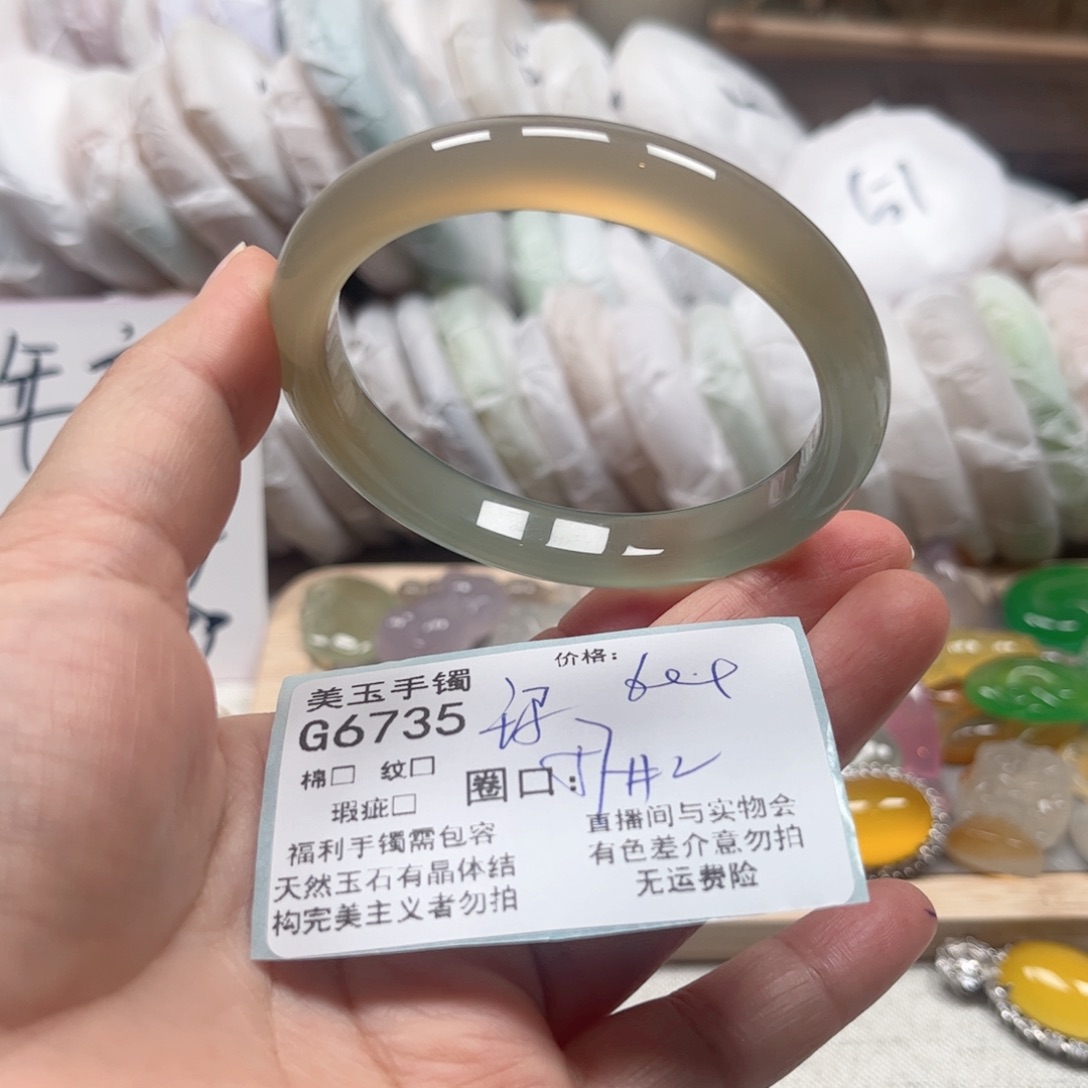 51
年
美玉手镯
价格:
G6735
棉□ 纹□
圈口:
瑕疵□
福利手镯需包容
天然玉石有晶体结
构完美主义者勿拍
直播间与实物会
有色差介意勿拍
无运费险